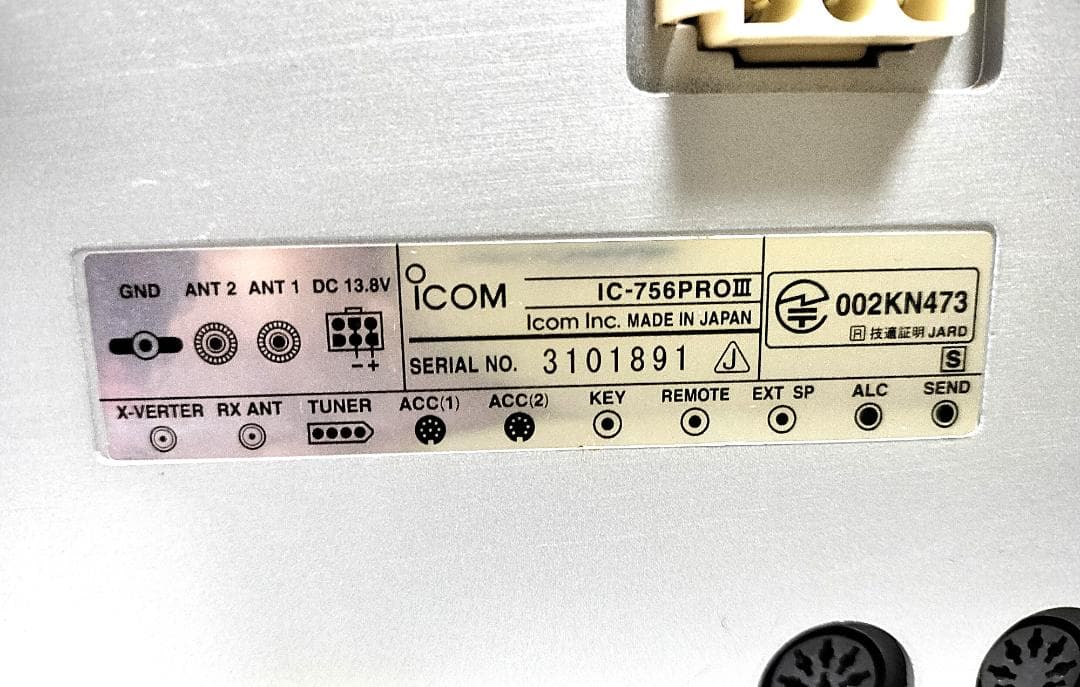 GND ANT 2 ANT 1 DC 13.8V
- +
ICOM
IC-756PROIII
Icom Inc. MADE IN JAPAN
SERIAL NO. 3101891 J
002KN473
R 技適証明 JARD
S
X-VERTER RX ANT TUNER ACC(1) ACC(2) KEY REMOTE EXT SP ALC SEND